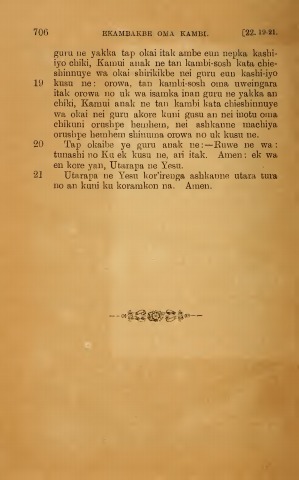 706 EKAMBAKBE OMA KAMBI. [22. 19-21.
guru ne yakka tap okai itak ambe eun nepka kashi-
iyo chiki, Kamui anak ne tan kambi-sosh kata chie-
shinnuye wa okai shirikikbe nei guru eun kashi-iyo
19 kusu ne: orowa, tan kambi-sosh oma uweingara
itak orowa no uk wa isamka inan guru ne yakka an
chiki, Kamui anak ne tan kambi kata chieshinnuye
wa okai nei guru akore kuni gusu an nei inotu oma
chikuni orushpe hemhem, nei ashkanne machiya
orushpe hemhem shinuma orowa no uk kusu ne.
20 Tap okaibe ye guru anak ne:—Ruwe ne wa:
tunashi no Ku ek kusu ne, ari itak. Amen: ek wa
en kore yan, Utarapa ne Yesu.
21 Utarapa ne Yesu kor'irenga ashkanne utara tura
no an kuni ku koramkon na. Amen.